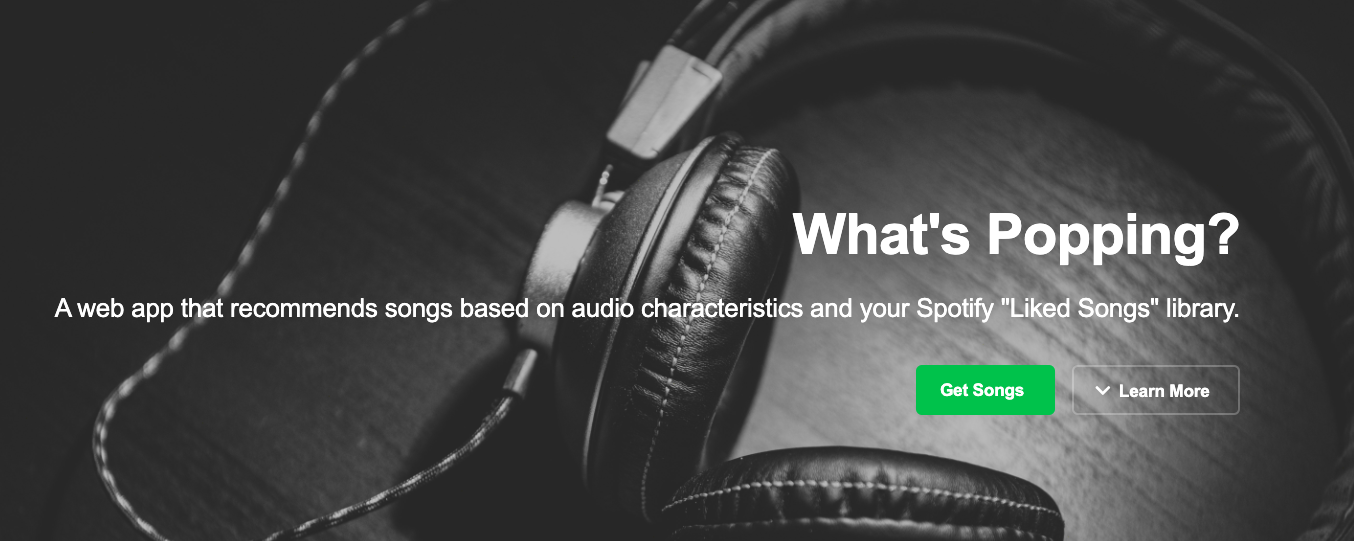 What's Popping?
A web app that recommends songs based on audio characteristics and your Spotify "Liked Songs" library.
Get Songs
Learn More